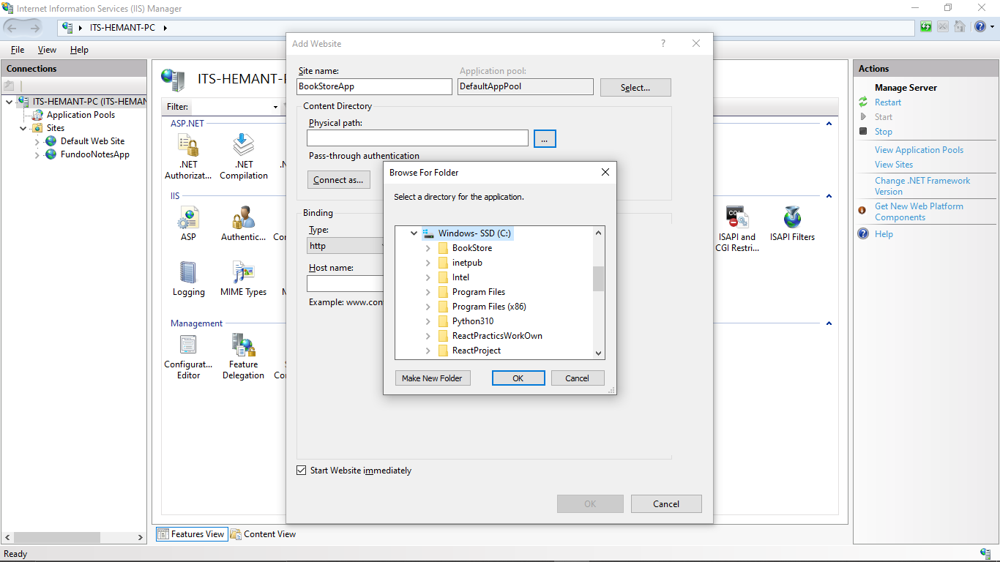 Internet Information Services (IIS) Manager
ITS-HEMANT-PC
File View Help
Connections
ITS-HEMANT-PC (ITS-HEMAN
Application Pools
Sites
Default Web Site
FundooNotesApp
ITS-HEMANT-P
Filter:
ASP.NET
.NET Authorizat...
.NET Compilation
IIS
ASP
Authentic...
ISAPI and CGI Restri...
ISAPI Filters
Logging
MIME Types
Management
Configurat... Editor
Feature Delegation
Features View
Content View
Ready
Add Website
?
Site name:
BookStoreApp
Application pool:
DefaultAppPool
Select...
Content Directory
Physical path:
...
Pass-through authentication
Connect as...
Binding
Type:
http
Host name:
Example: www.con
Start Website immediately
OK
Cancel
Browse For Folder
Select a directory for the application.
Windows- SSD (C:)
BookStore
inetpub
Intel
Program Files
Program Files (x86)
Python310
ReactPracticsWorkOwn
ReactProject
Make New Folder
OK
Cancel
Actions
Manage Server
Restart
Start
Stop
View Application Pools
View Sites
Change .NET Framework
Version
Get New Web Platform
Components
Help